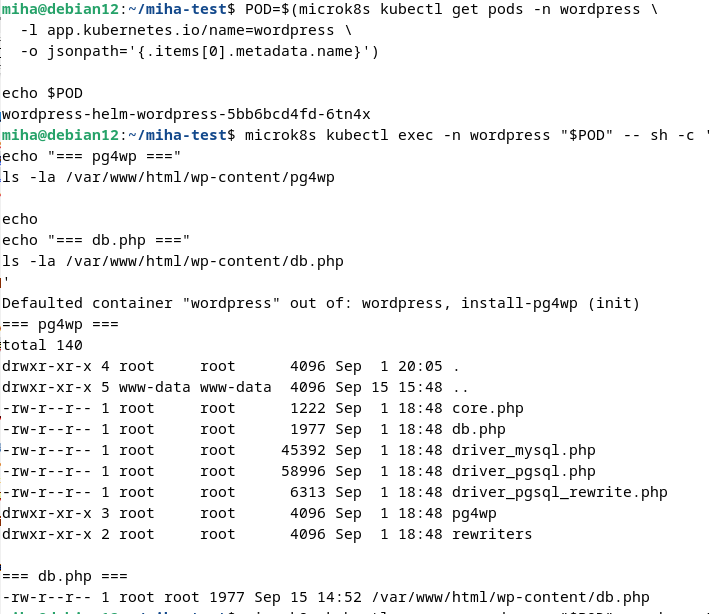 miha@debian12:~/miha-test$ POD=$(microk8s kubectl get pods -n wordpress \
  -l app.kubernetes.io/name=wordpress \
  -o jsonpath='{.items[0].metadata.name}')

echo $POD
wordpress-helm-wordpress-5bb6bcd4fd-6tn4x
miha@debian12:~/miha-test$ microk8s kubectl exec -n wordpress "$POD" -- sh -c '
echo "=== pg4wp ==="
ls -la /var/www/html/wp-content/pg4wp

echo
echo "=== db.php ==="
ls -la /var/www/html/wp-content/db.php
'
Defaulted container "wordpress" out of: wordpress, install-pg4wp (init)
=== pg4wp ===
total 140
drwxr-xr-x 4 root     root      4096 Sep  1 20:05 .
drwxr-xr-x 5 www-data www-data  4096 Sep 15 15:48 ..
-rw-r--r-- 1 root     root      1222 Sep  1 18:48 core.php
-rw-r--r-- 1 root     root      1977 Sep  1 18:48 db.php
-rw-r--r-- 1 root     root     45392 Sep  1 18:48 driver_mysql.php
-rw-r--r-- 1 root     root     58996 Sep  1 18:48 driver_pgsql.php
-rw-r--r-- 1 root     root      6313 Sep  1 18:48 driver_pgsql_rewrite.php
drwxr-xr-x 3 root     root      4096 Sep  1 18:48 pg4wp
drwxr-xr-x 2 root     root      4096 Sep  1 18:48 rewriters

=== db.php ===
-rw-r--r-- 1 root root 1977 Sep 15 14:52 /var/www/html/wp-content/db.php